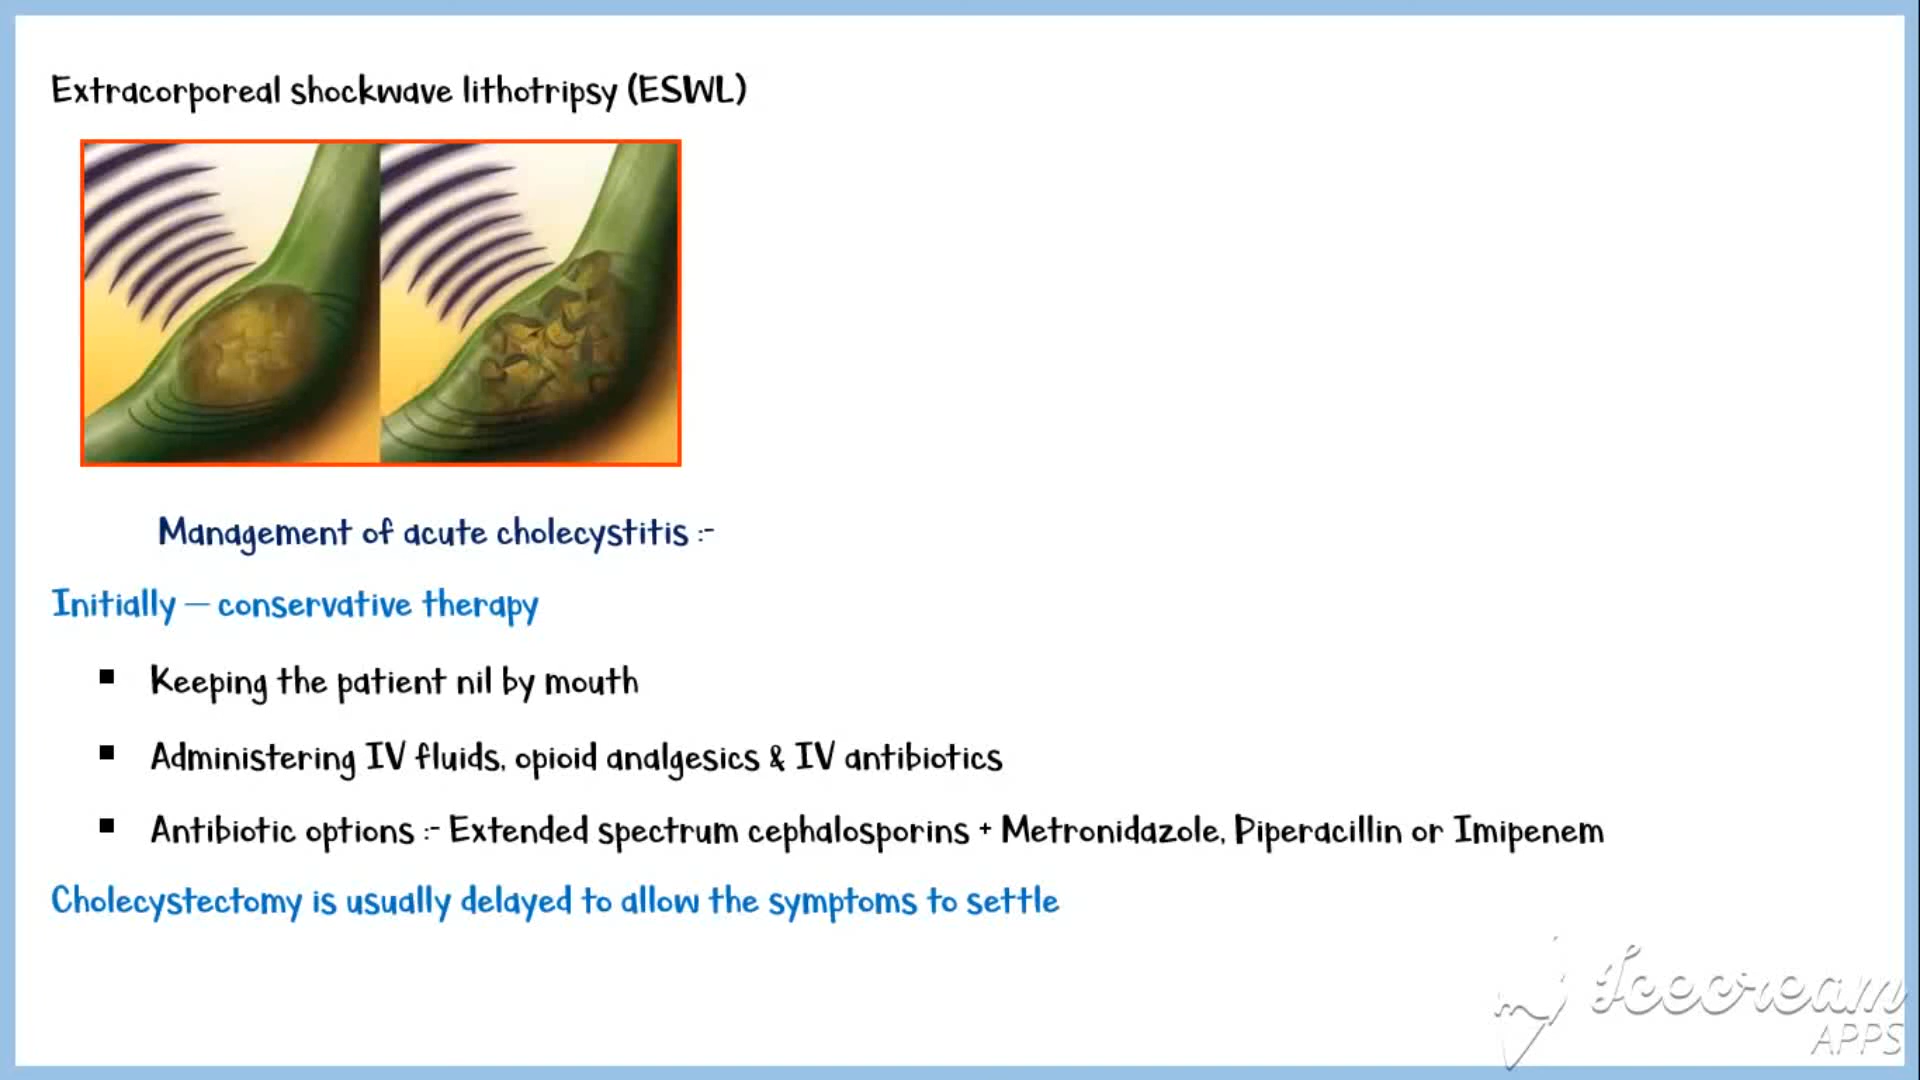 Extracorporeal shockwave lithotripsy (ESWL)
Management of acute cholecystitis :-
Initially – conservative therapy
▪ Keeping the patient nil by mouth
▪ Administering IV fluids, opioid analgesics & IV antibiotics
▪ Antibiotic options :- Extended spectrum cephalosporins + Metronidazole, Piperacillin or Imipenem
Cholecystectomy is usually delayed to allow the symptoms to settle
Icecream
APPS